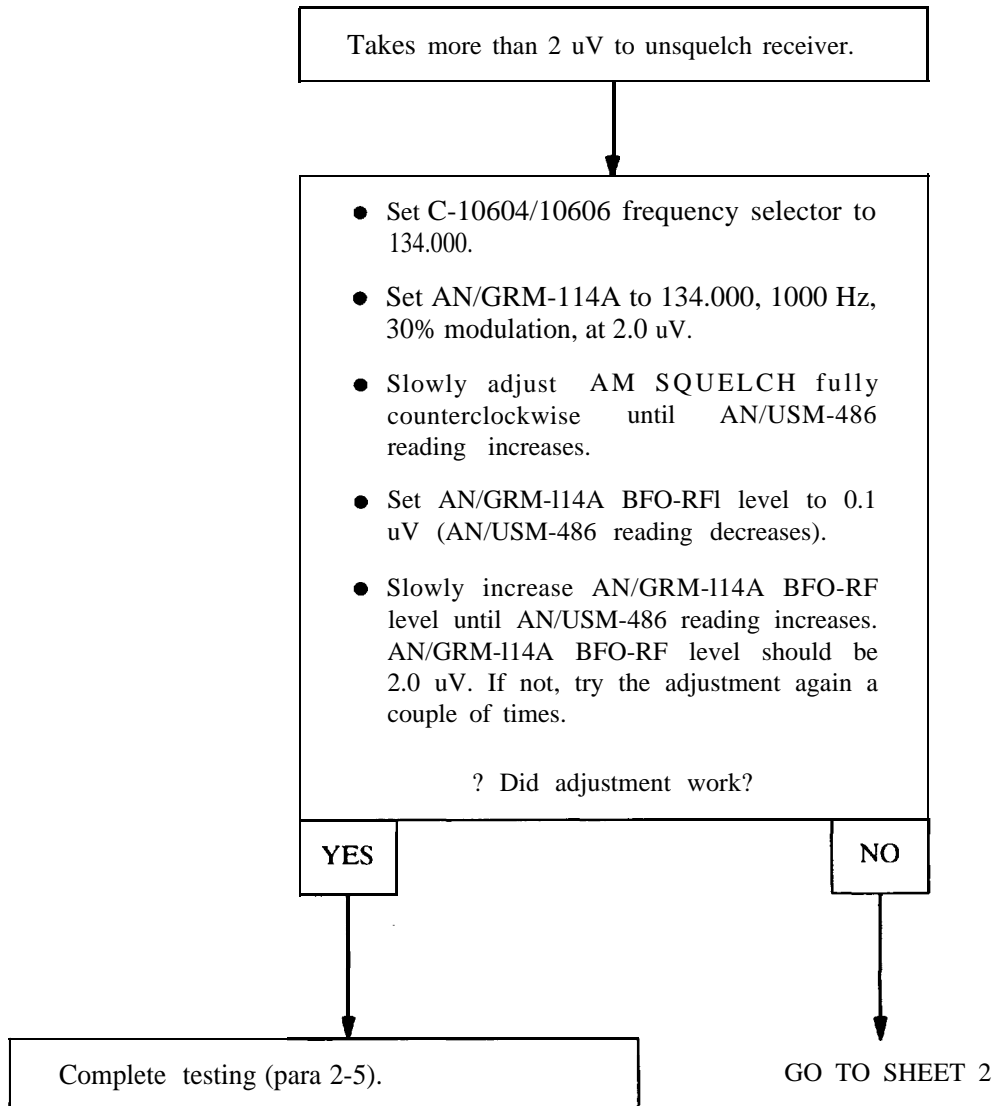 Takes more than 2 uV to unsquelch receiver.
● Set C-10604/10606 frequency selector to
134.000.
● Set AN/GRM-114A to 134.000, 1000 Hz,
30% modulation, at 2.0 uV.
● Slowly adjust AM SQUELCH fully
counterclockwise until AN/USM-486
reading increases.
● Set AN/GRM-l14A BFO-RFl level to 0.1
uV (AN/USM-486 reading decreases).
● Slowly increase AN/GRM-l14A BFO-RF
level until AN/USM-486 reading increases.
AN/GRM-l14A BFO-RF level should be
2.0 uV. If not, try the adjustment again a
couple of times.
? Did adjustment work?
YES
NO
Complete testing (para 2-5).
GO TO SHEET 2